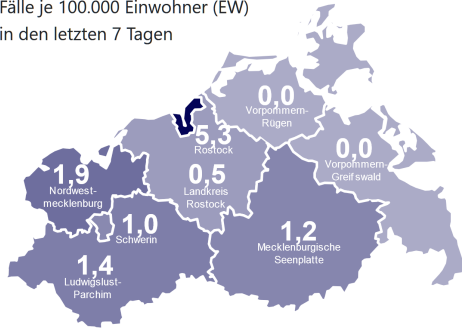 Fälle je 100.000 Einwohner (EW)
in den letzten 7 Tagen
0,0
Vorpommern-
Rügen
5,3
Rostock
0,0
Vorpommern-
Greifswald
1,9
Nordwest-
mecklenburg
0,5
Landkreis
Rostock
1,0
Schwerin
1,2
Mecklenburgische
Seenplatte
1,4
Ludwigslust-
Parchim